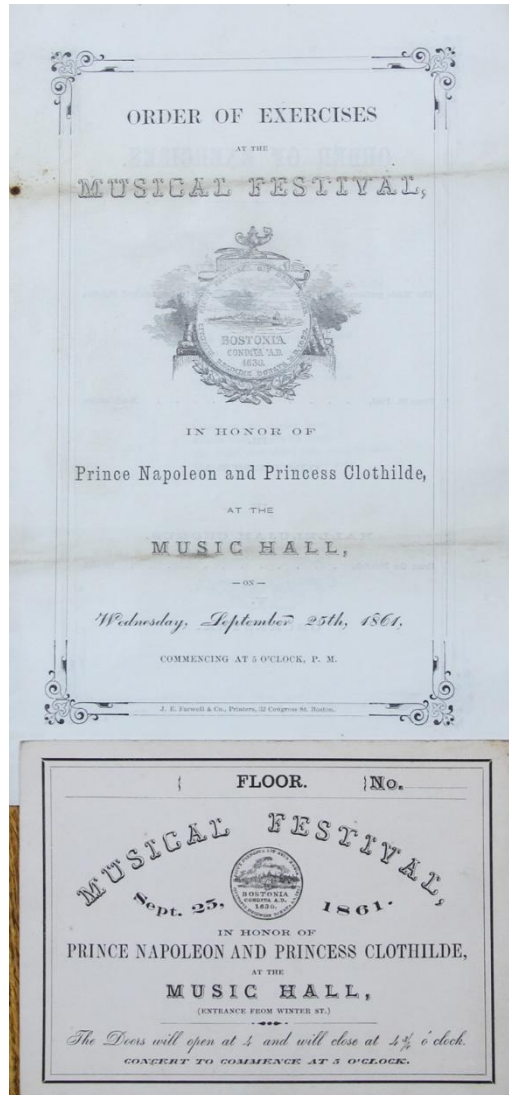 ORDER OF EXERCISES
AT THE
MUSICAL FESTIVAL,
BOSTONIA
CONDITA A.D.
1630.
IN HONOR OF
Prince Napoleon and Princess Clothilde,
AT THE
MUSIC HALL,
— ON —
Wednesday, September 25th, 1861,
COMMENCING AT 5 O'CLOCK, P. M.
J. E. Farwell & Co., Printers, 32 Congress St. Boston.
FLOOR. No.
MUSICAL FESTIVAL,
BOSTONIA
CONDITA A.D.
1630.
Sept. 25, 1861.
IN HONOR OF
PRINCE NAPOLEON AND PRINCESS CLOTHILDE,
AT THE
MUSIC HALL,
(ENTRANCE FROM WINTER ST.)
The Doors will open at 4 and will close at 4 3/4 o'clock.
CONCERT TO COMMENCE AT 5 O'CLOCK.